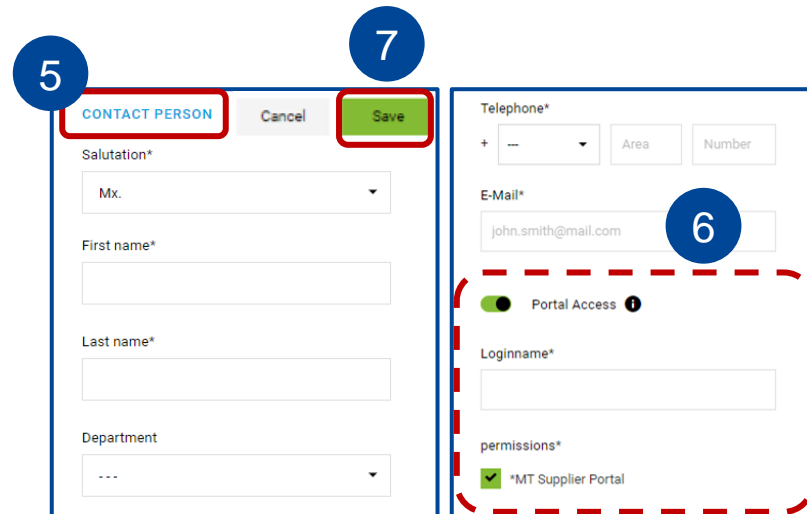 5
7
CONTACT PERSON
Cancel
Save
Salutation*
Mx.
First name*
Last name*
Department
---
Telephone*
+ --- Area Number
E-Mail*
john.smith@mail.com
6
Portal Access i
Loginname*
permissions*
*MT Supplier Portal